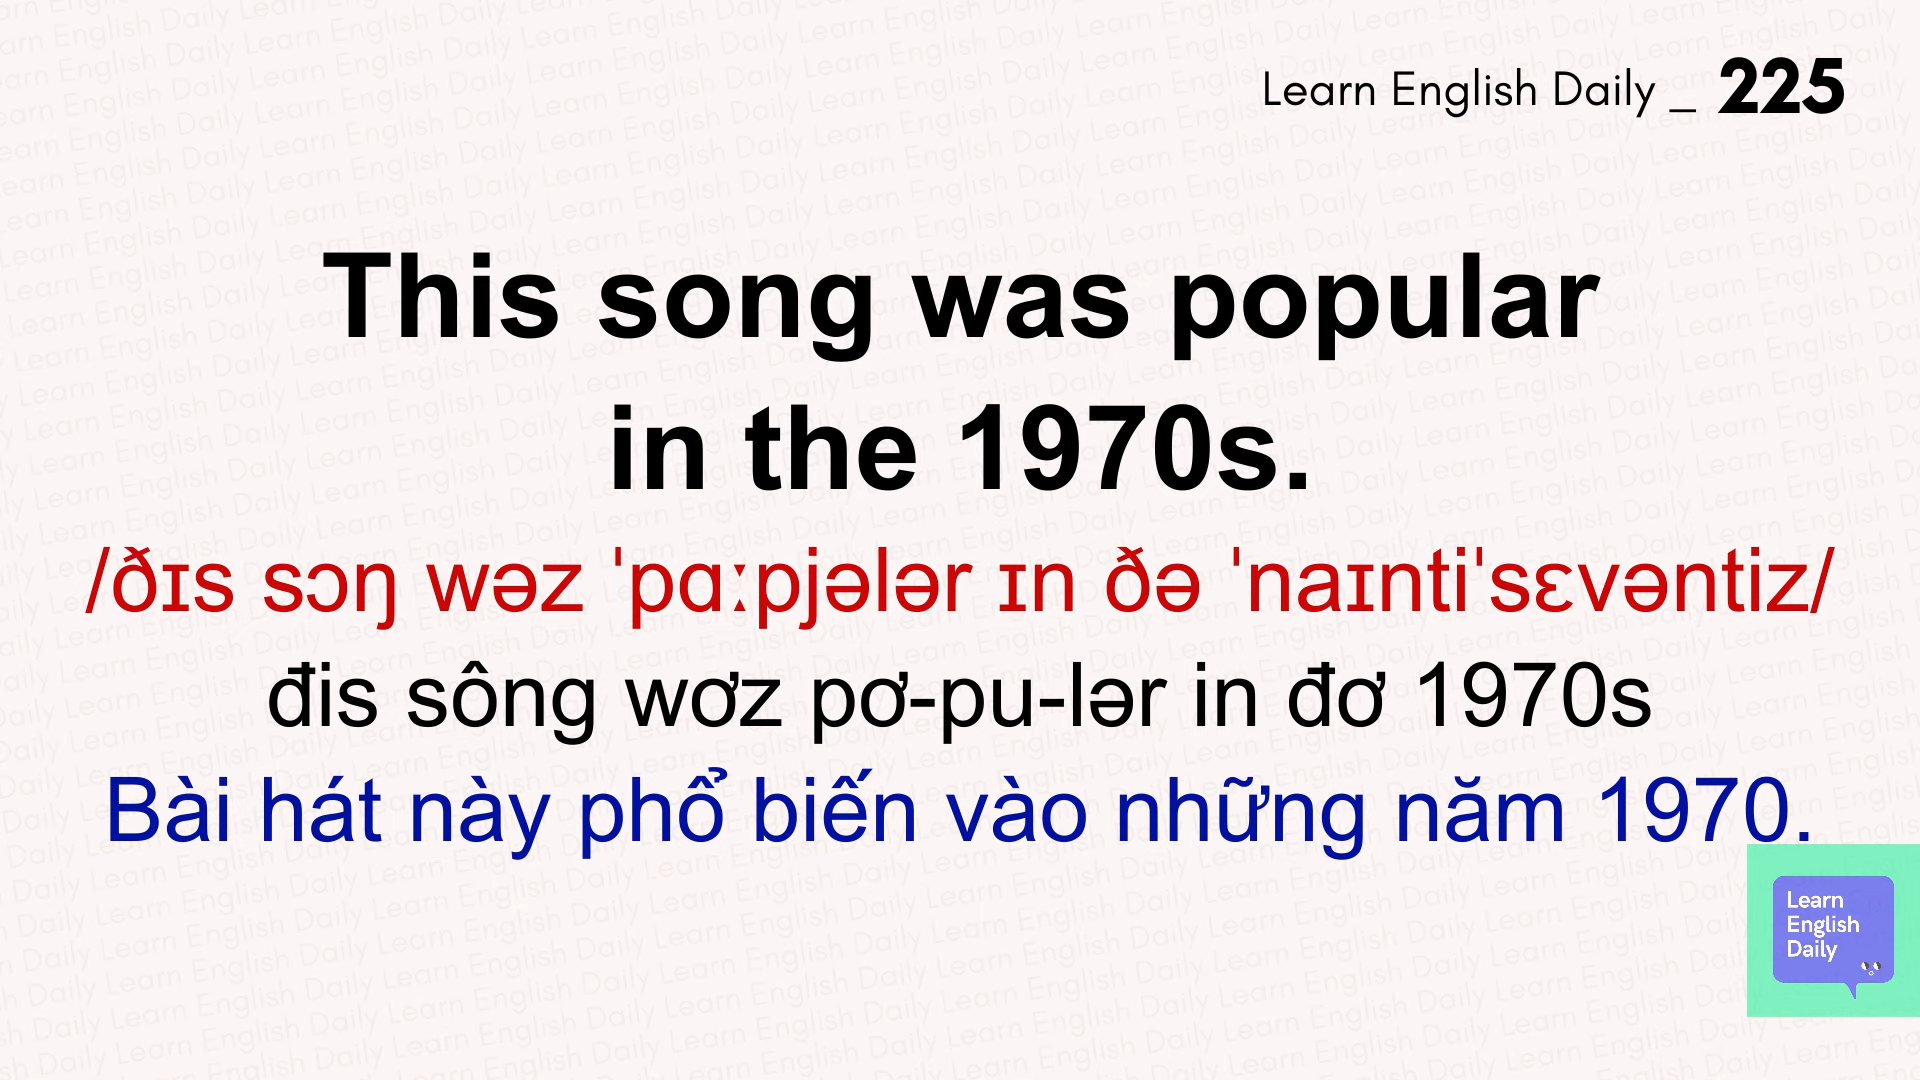 Learn English Daily _ 225
This song was popular
in the 1970s.
/ðɪs sɔŋ wəz ˈpɑːpjələr ɪn ðə ˈnaɪntiˈsɛvəntiz/
đis sông wơz pơ-pu-lər in đơ 1970s
Bài hát này phổ biến vào những năm 1970.
Learn
English
Daily